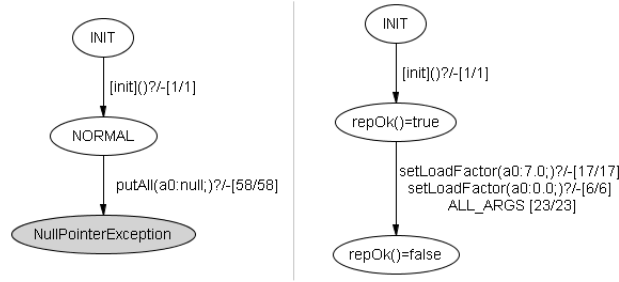 INIT
[init]()?/-[1/1]
NORMAL
putAll(a0:null;)?/-[58/58]
NullPointerException
INIT
[init]()?/-[1/1]
repOk()=true
setLoadFactor(a0:7.0;)?/-[17/17]
setLoadFactor(a0:0.0;)?/-[6/6]
ALL_ARGS [23/23]
repOk()=false